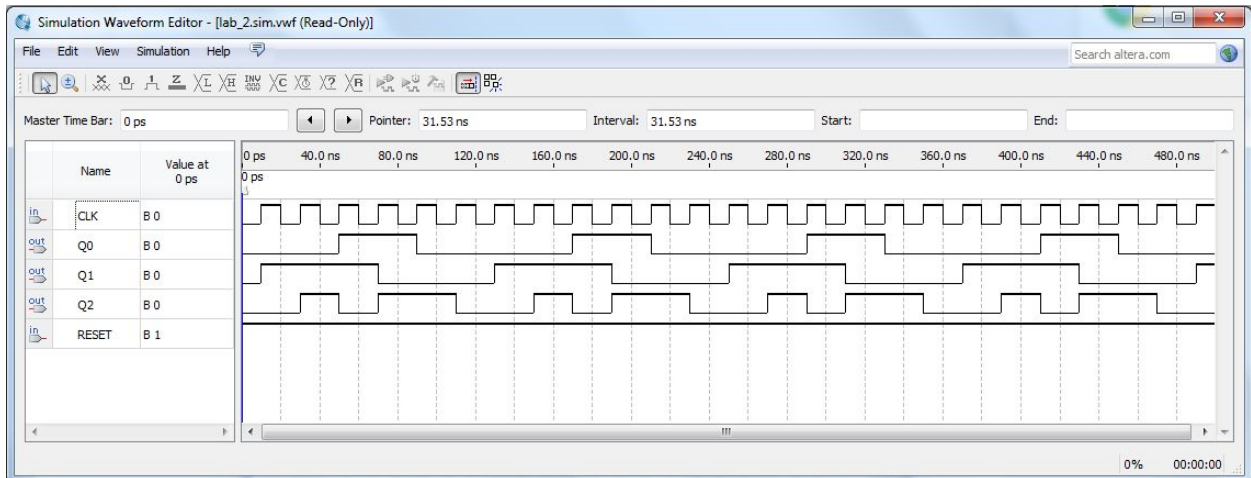 Simulation Waveform Editor - [lab_2.sim.vwf (Read-Only)]
File Edit View Simulation Help
Search altera.com
Master Time Bar: 0 ps Pointer: 31.53 ns Interval: 31.53 ns Start: End:
Name Value at 0 ps
0 ps 40.0 ns 80.0 ns 120.0 ns 160.0 ns 200.0 ns 240.0 ns 280.0 ns 320.0 ns 360.0 ns 400.0 ns 440.0 ns 480.0 ns
0 ps
in CLK B 0
out Q0 B 0
out Q1 B 0
out Q2 B 0
in RESET B 1
0% 00:00:00